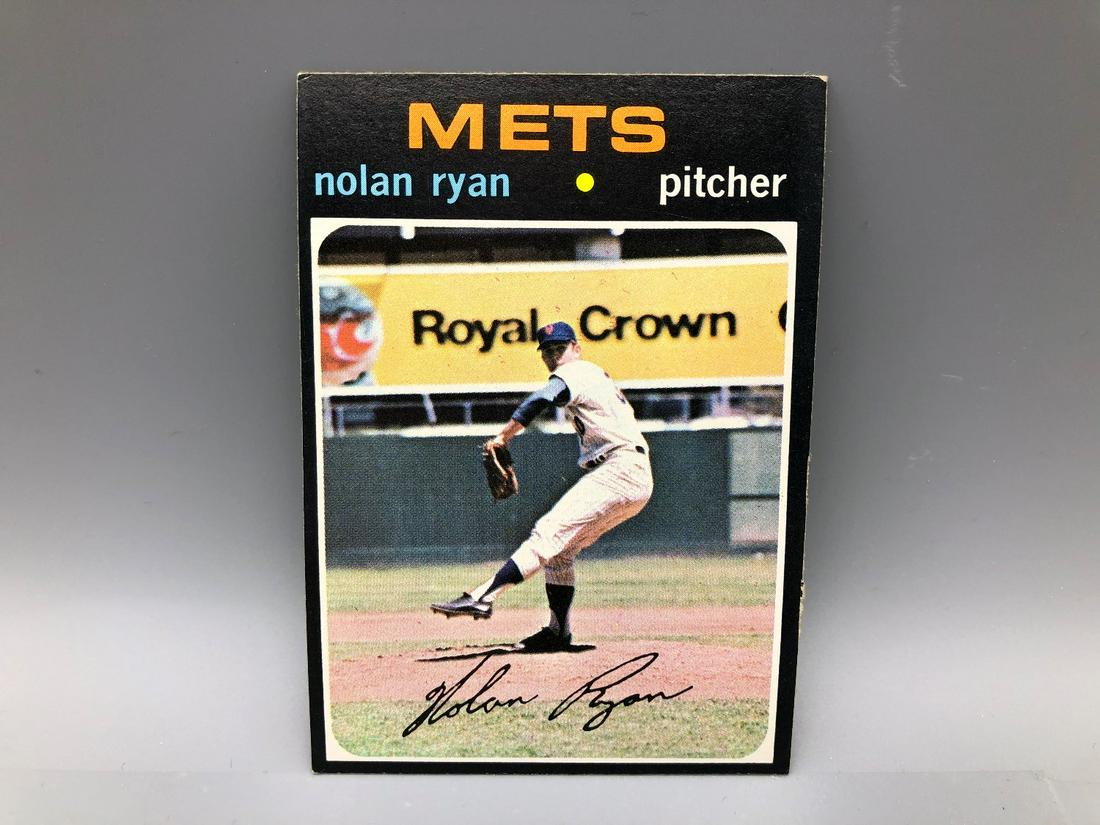 METS
nolan ryan • pitcher
Royal Crown
Nolan Ryan